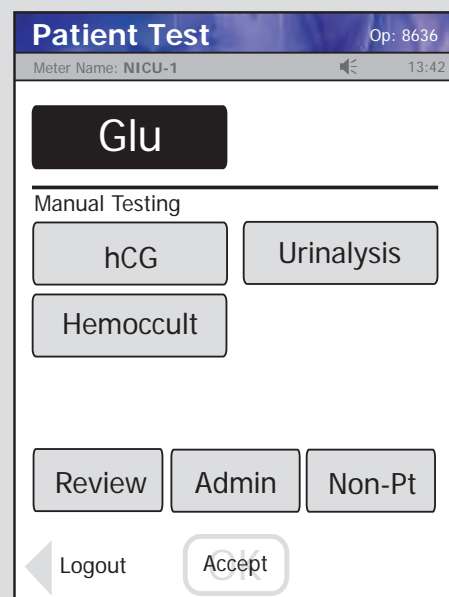 Patient Test Op: 8636
Meter Name: NICU-1 13:42
Glu
Manual Testing
hCG Urinalysis
Hemoccult
Review Admin Non-Pt
Logout Accept OK